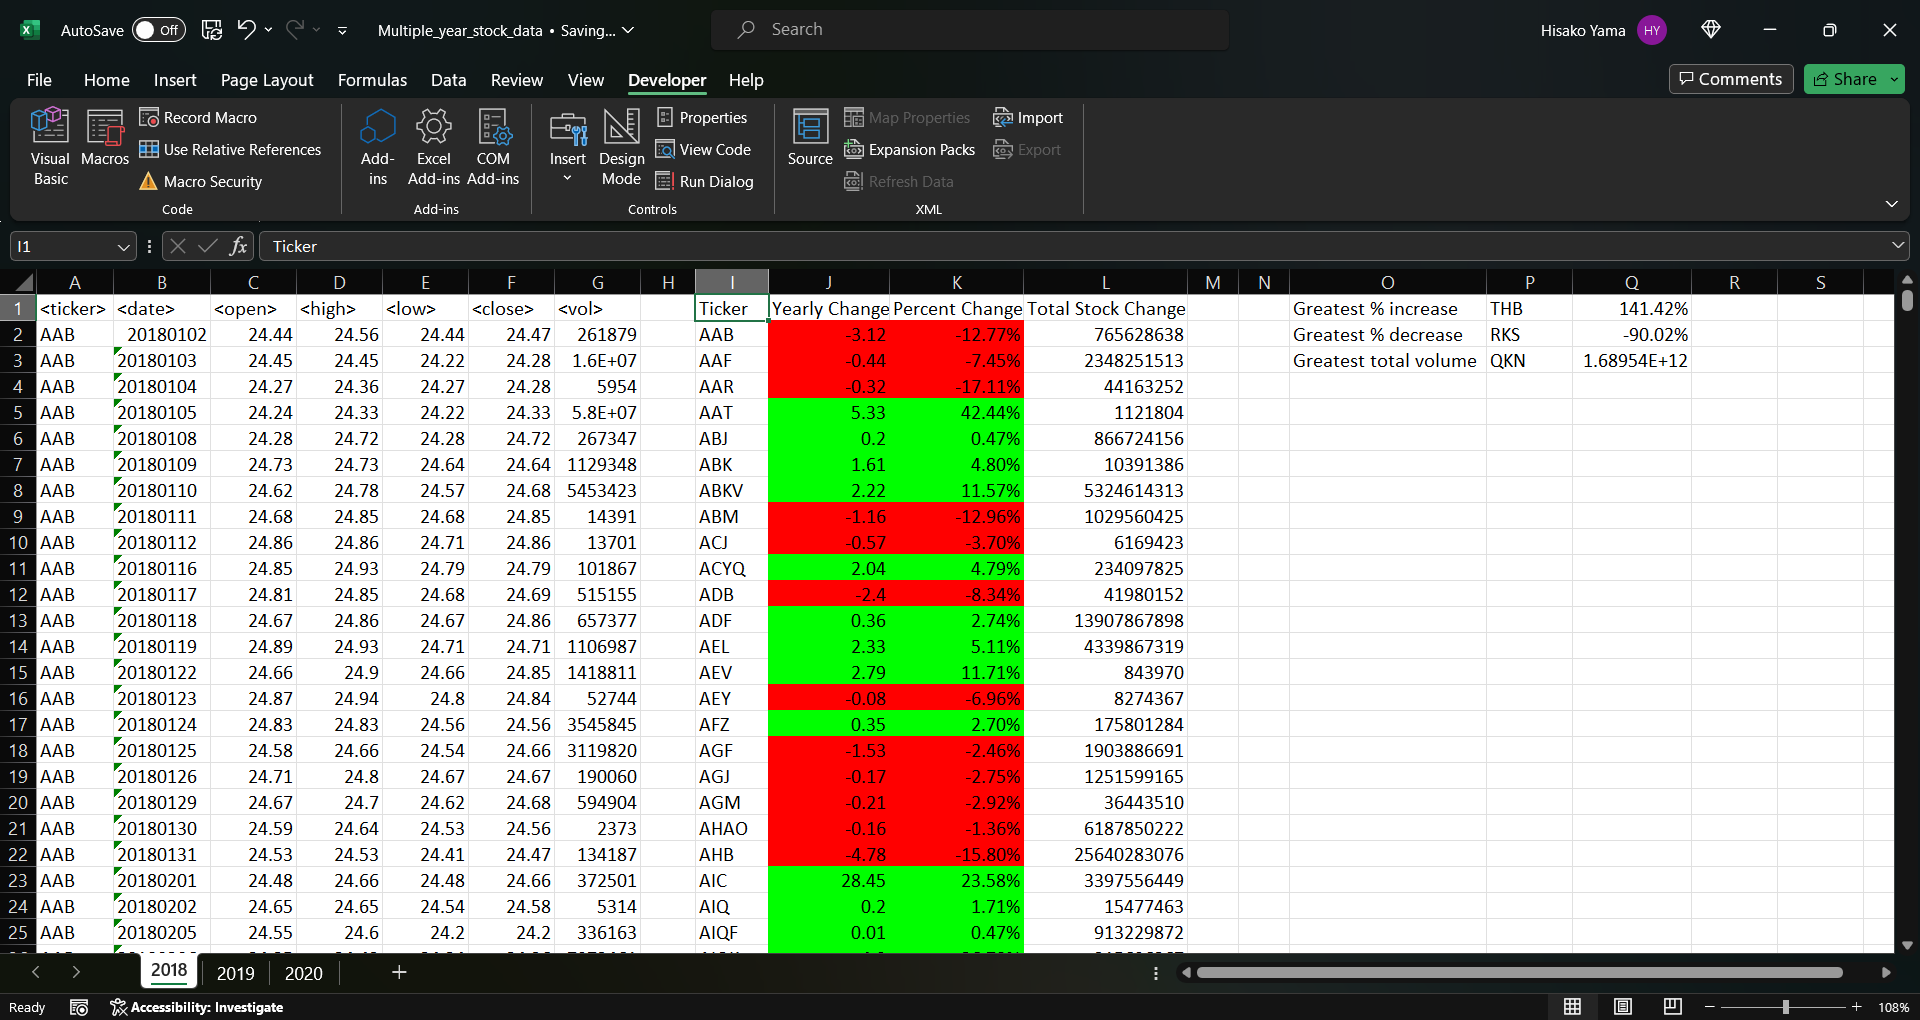 AutoSave Off Multiple_year_stock_data • Saving... Search Hisako Yama HY
File Home Insert Page Layout Formulas Data Review View Developer Help Comments Share
Visual Basic Macros Record Macro Use Relative References Macro Security Code
Add-ins Excel Add-ins COM Add-ins Add-ins
Insert Design Mode Properties View Code Run Dialog Controls
Source Map Properties Expansion Packs Refresh Data Import Export XML
I1 fx Ticker
A B C D E F G H I J K L M N O P Q R S
1 <ticker> <date> <open> <high> <low> <close> <vol> Ticker Yearly Change Percent Change Total Stock Change Greatest % increase THB 141.42%
2 AAB 20180102 24.44 24.56 24.44 24.47 261879 AAB -3.12 -12.77% 765628638 Greatest % decrease RKS -90.02%
3 AAB 20180103 24.45 24.45 24.22 24.28 1.6E+07 AAF -0.44 -7.45% 2348251513 Greatest total volume QKN 1.68954E+12
4 AAB 20180104 24.27 24.36 24.27 24.28 5954 AAR -0.32 -17.11% 44163252
5 AAB 20180105 24.24 24.33 24.22 24.33 5.8E+07 AAT 5.33 42.44% 1121804
6 AAB 20180108 24.28 24.72 24.28 24.72 267347 ABJ 0.2 0.47% 866724156
7 AAB 20180109 24.73 24.73 24.64 24.64 1129348 ABK 1.61 4.80% 10391386
8 AAB 20180110 24.62 24.78 24.57 24.68 5453423 ABKV 2.22 11.57% 5324614313
9 AAB 20180111 24.68 24.85 24.68 24.85 14391 ABM -1.16 -12.96% 1029560425
10 AAB 20180112 24.86 24.86 24.71 24.86 13701 ACJ -0.57 -3.70% 6169423
11 AAB 20180116 24.85 24.93 24.79 24.79 101867 ACYQ 2.04 4.79% 234097825
12 AAB 20180117 24.81 24.85 24.68 24.69 515155 ADB -2.4 -8.34% 41980152
13 AAB 20180118 24.67 24.86 24.67 24.86 657377 ADF 0.36 2.74% 13907867898
14 AAB 20180119 24.89 24.93 24.71 24.71 1106987 AEL 2.33 5.11% 4339867319
15 AAB 20180122 24.66 24.9 24.66 24.85 1418811 AEV 2.79 11.71% 843970
16 AAB 20180123 24.87 24.94 24.8 24.84 52744 AEY -0.08 -6.96% 8274367
17 AAB 20180124 24.83 24.83 24.56 24.56 3545845 AFZ 0.35 2.70% 175801284
18 AAB 20180125 24.58 24.66 24.54 24.66 3119820 AGF -1.53 -2.46% 1903886691
19 AAB 20180126 24.71 24.8 24.67 24.67 190060 AGJ -0.17 -2.75% 1251599165
20 AAB 20180129 24.67 24.7 24.62 24.68 594904 AGM -0.21 -2.92% 36443510
21 AAB 20180130 24.59 24.64 24.53 24.56 2373 AHAO -0.16 -1.36% 6187850222
22 AAB 20180131 24.53 24.53 24.41 24.47 134187 AHB -4.78 -15.80% 25640283076
23 AAB 20180201 24.48 24.66 24.48 24.66 372501 AIC 28.45 23.58% 3397556449
24 AAB 20180202 24.65 24.65 24.54 24.58 5314 AIQ 0.2 1.71% 15477463
25 AAB 20180205 24.55 24.6 24.2 24.2 336163 AIQF 0.01 0.47% 913229872
2018 2019 2020
Ready Accessibility: Investigate 108%